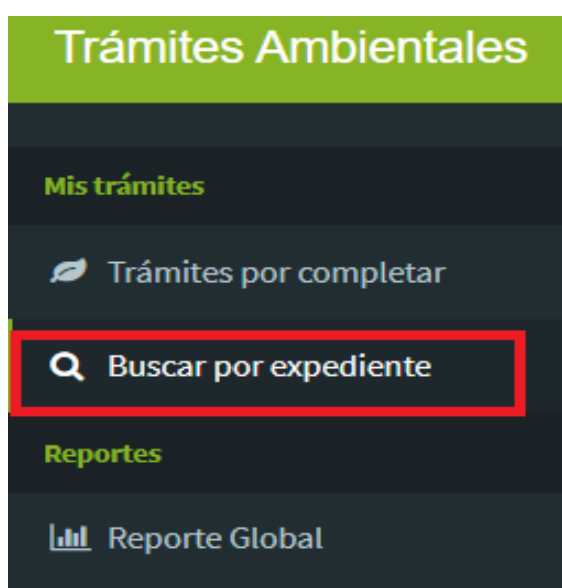 Trámites Ambientales
Mis trámites
Trámites por completar
Buscar por expediente
Reportes
Reporte Global